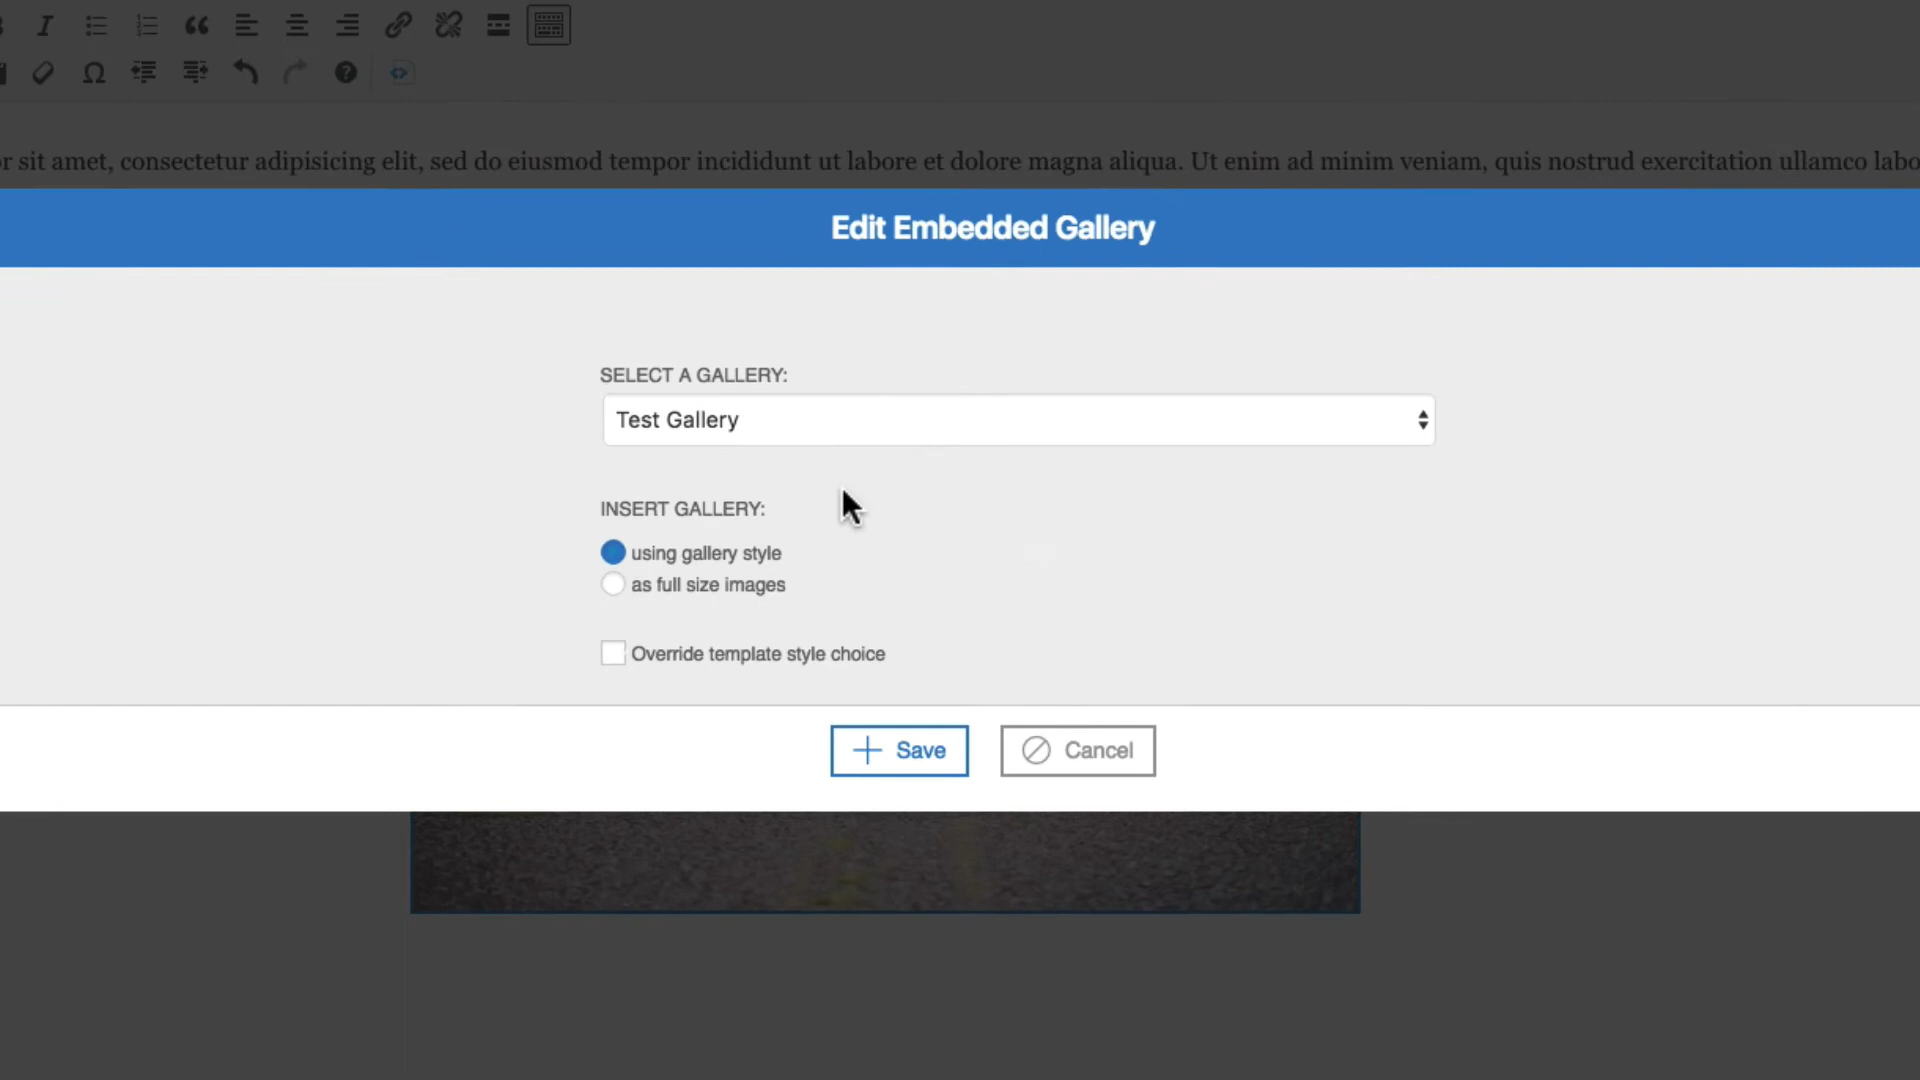 r sit amet, consectetur adipisicing elit, sed do eiusmod tempor incididunt ut labore et dolore magna aliqua. Ut enim ad minim veniam, quis nostrud exercitation ullamco labo
Edit Embedded Gallery
SELECT A GALLERY:
Test Gallery
INSERT GALLERY:
using gallery style
as full size images
Override template style choice
Save
Cancel